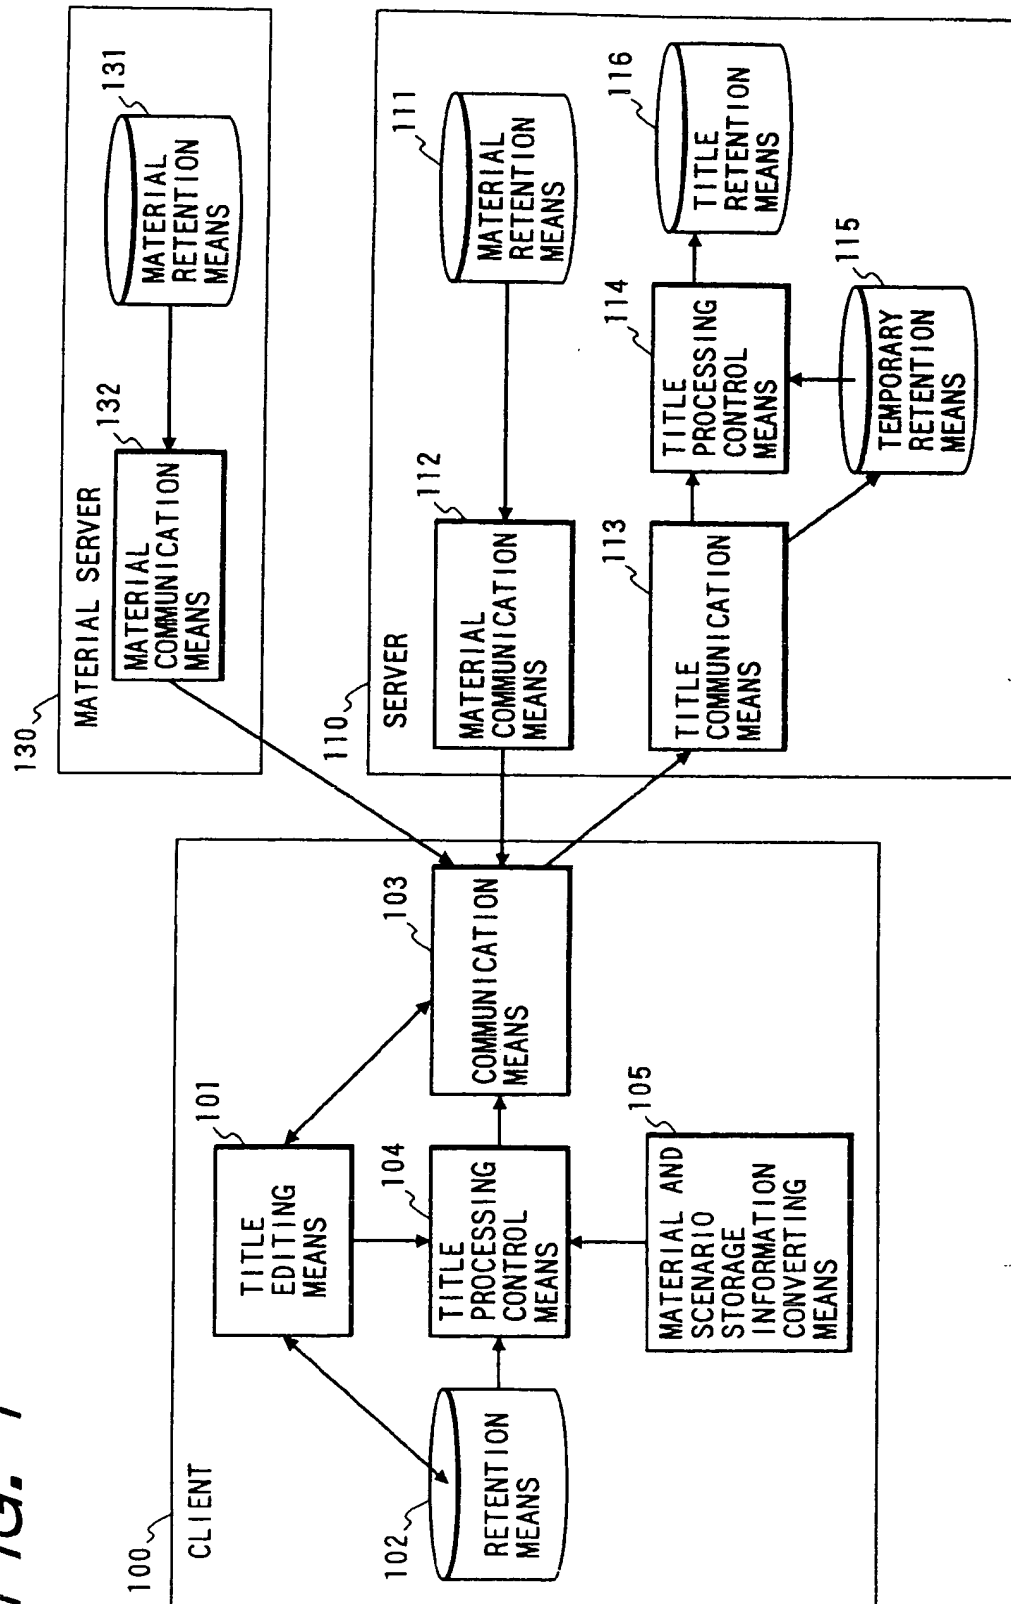 FIG. 1
100
CLIENT
101
TITLE
EDITING
MEANS
102
RETENTION
MEANS
104
TITLE
PROCESSING
CONTROL
MEANS
103
COMMUNICATION
MEANS
105
MATERIAL AND
SCENARIO
STORAGE
INFORMATION
CONVERTING
MEANS
130
MATERIAL SERVER
132
MATERIAL
COMMUNICATION
MEANS
131
MATERIAL
RETENTION
MEANS
110
SERVER
112
MATERIAL
COMMUNICATION
MEANS
111
MATERIAL
RETENTION
MEANS
113
TITLE
COMMUNICATION
MEANS
114
TITLE
PROCESSING
CONTROL
MEANS
116
TITLE
RETENTION
MEANS
115
TEMPORARY
RETENTION
MEANS